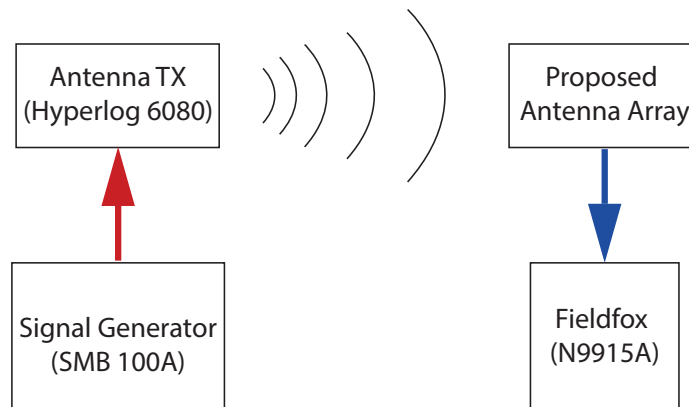 Antenna TX
(Hyperlog 6080)
Proposed
Antenna Array
Signal Generator
(SMB 100A)
Fieldfox
(N9915A)